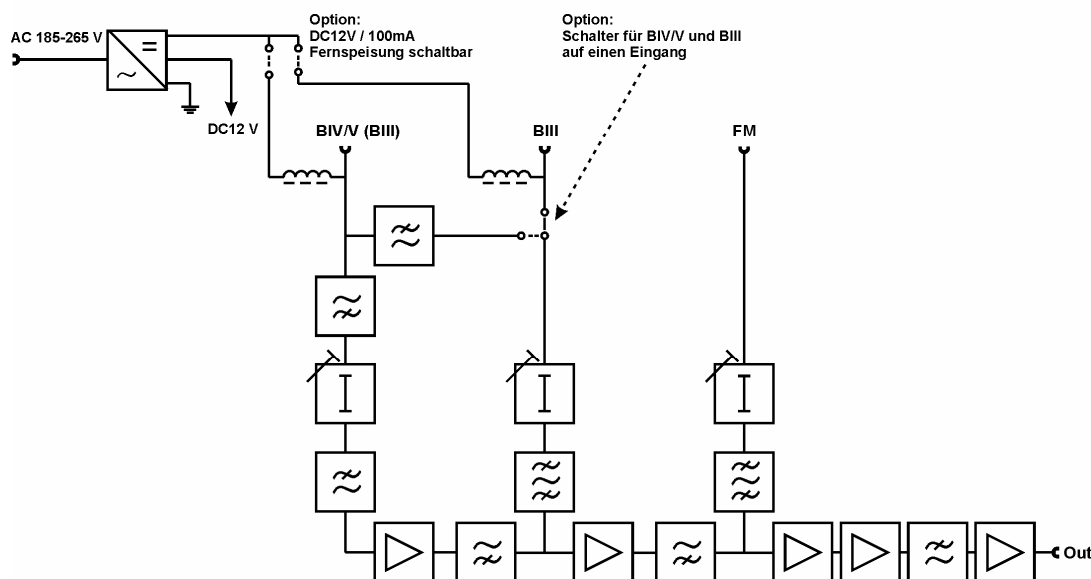 Option:
DC12V / 100mA
Fernspeisung schaltbar
Option:
Schalter für BIV/V und BIII
auf einen Eingang
AC 185-265 V
DC12 V
BIV/V (BIII)
BIII
FM
Out